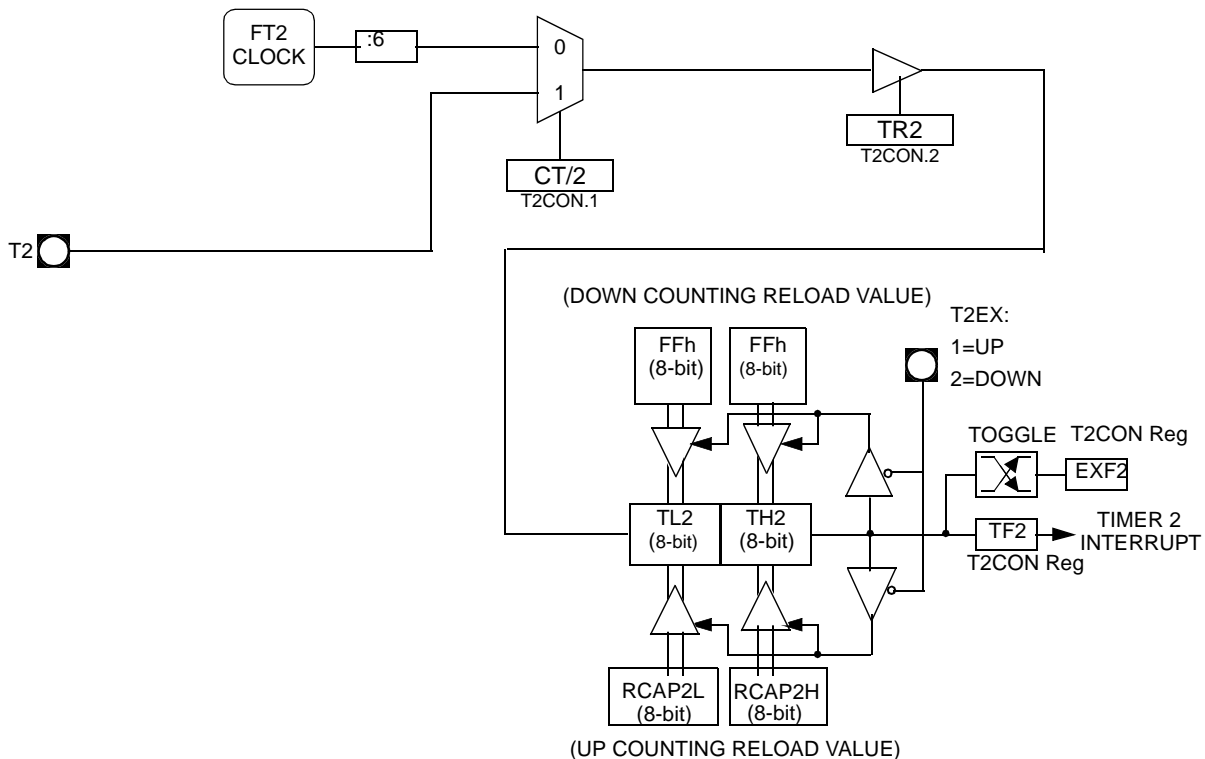 FT2
CLOCK
:6
0
1
TR2
T2CON.2
CT/2
T2CON.1
T2
(DOWN COUNTING RELOAD VALUE)
T2EX:
1=UP
2=DOWN
FFh
(8-bit)
FFh
(8-bit)
TOGGLE
T2CON Reg
EXF2
TL2
(8-bit)
TH2
(8-bit)
TF2
T2CON Reg
TIMER 2
INTERRUPT
RCAP2L
(8-bit)
RCAP2H
(8-bit)
(UP COUNTING RELOAD VALUE)